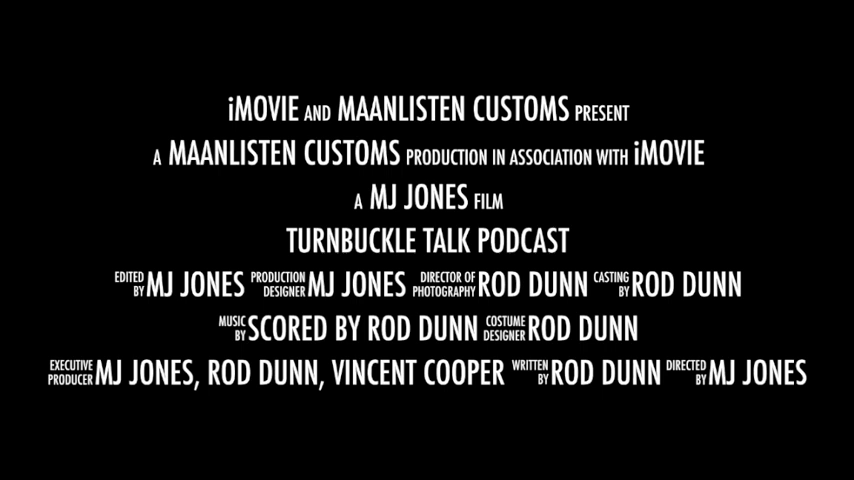 iMOVIE AND MAANLISTEN CUSTOMS PRESENT
A MAANLISTEN CUSTOMS PRODUCTION IN ASSOCIATION WITH iMOVIE
A MJ JONES FILM
TURNBUCKLE TALK PODCAST
EDITED BY MJ JONES PRODUCTION DESIGNER MJ JONES DIRECTOR OF PHOTOGRAPHY ROD DUNN CASTING BY ROD DUNN
MUSIC BY SCORED BY ROD DUNN COSTUME DESIGNER ROD DUNN
EXECUTIVE PRODUCER MJ JONES, ROD DUNN, VINCENT COOPER WRITTEN BY ROD DUNN DIRECTED BY MJ JONES